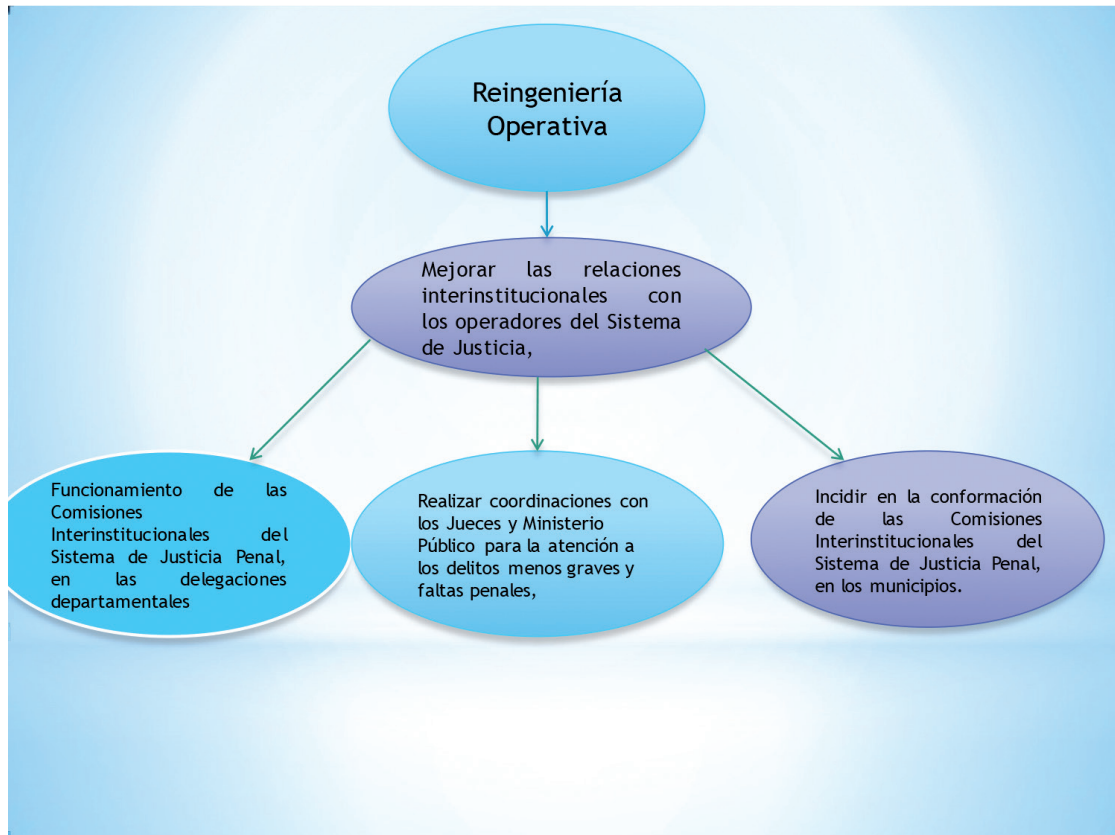 Reingeniería
Operativa
Mejorar las relaciones
interinstitucionales con
los operadores del Sistema
de Justicia,
Funcionamiento de las
Comisiones
Interinstitucionales del
Sistema de Justicia Penal,
en las delegaciones
departamentales
Realizar coordinaciones con
los Jueces y Ministerio
Público para la atención a
los delitos menos graves y
faltas penales,
Incidir en la conformación
de las Comisiones
Interinstitucionales del
Sistema de Justicia Penal,
en los municipios.